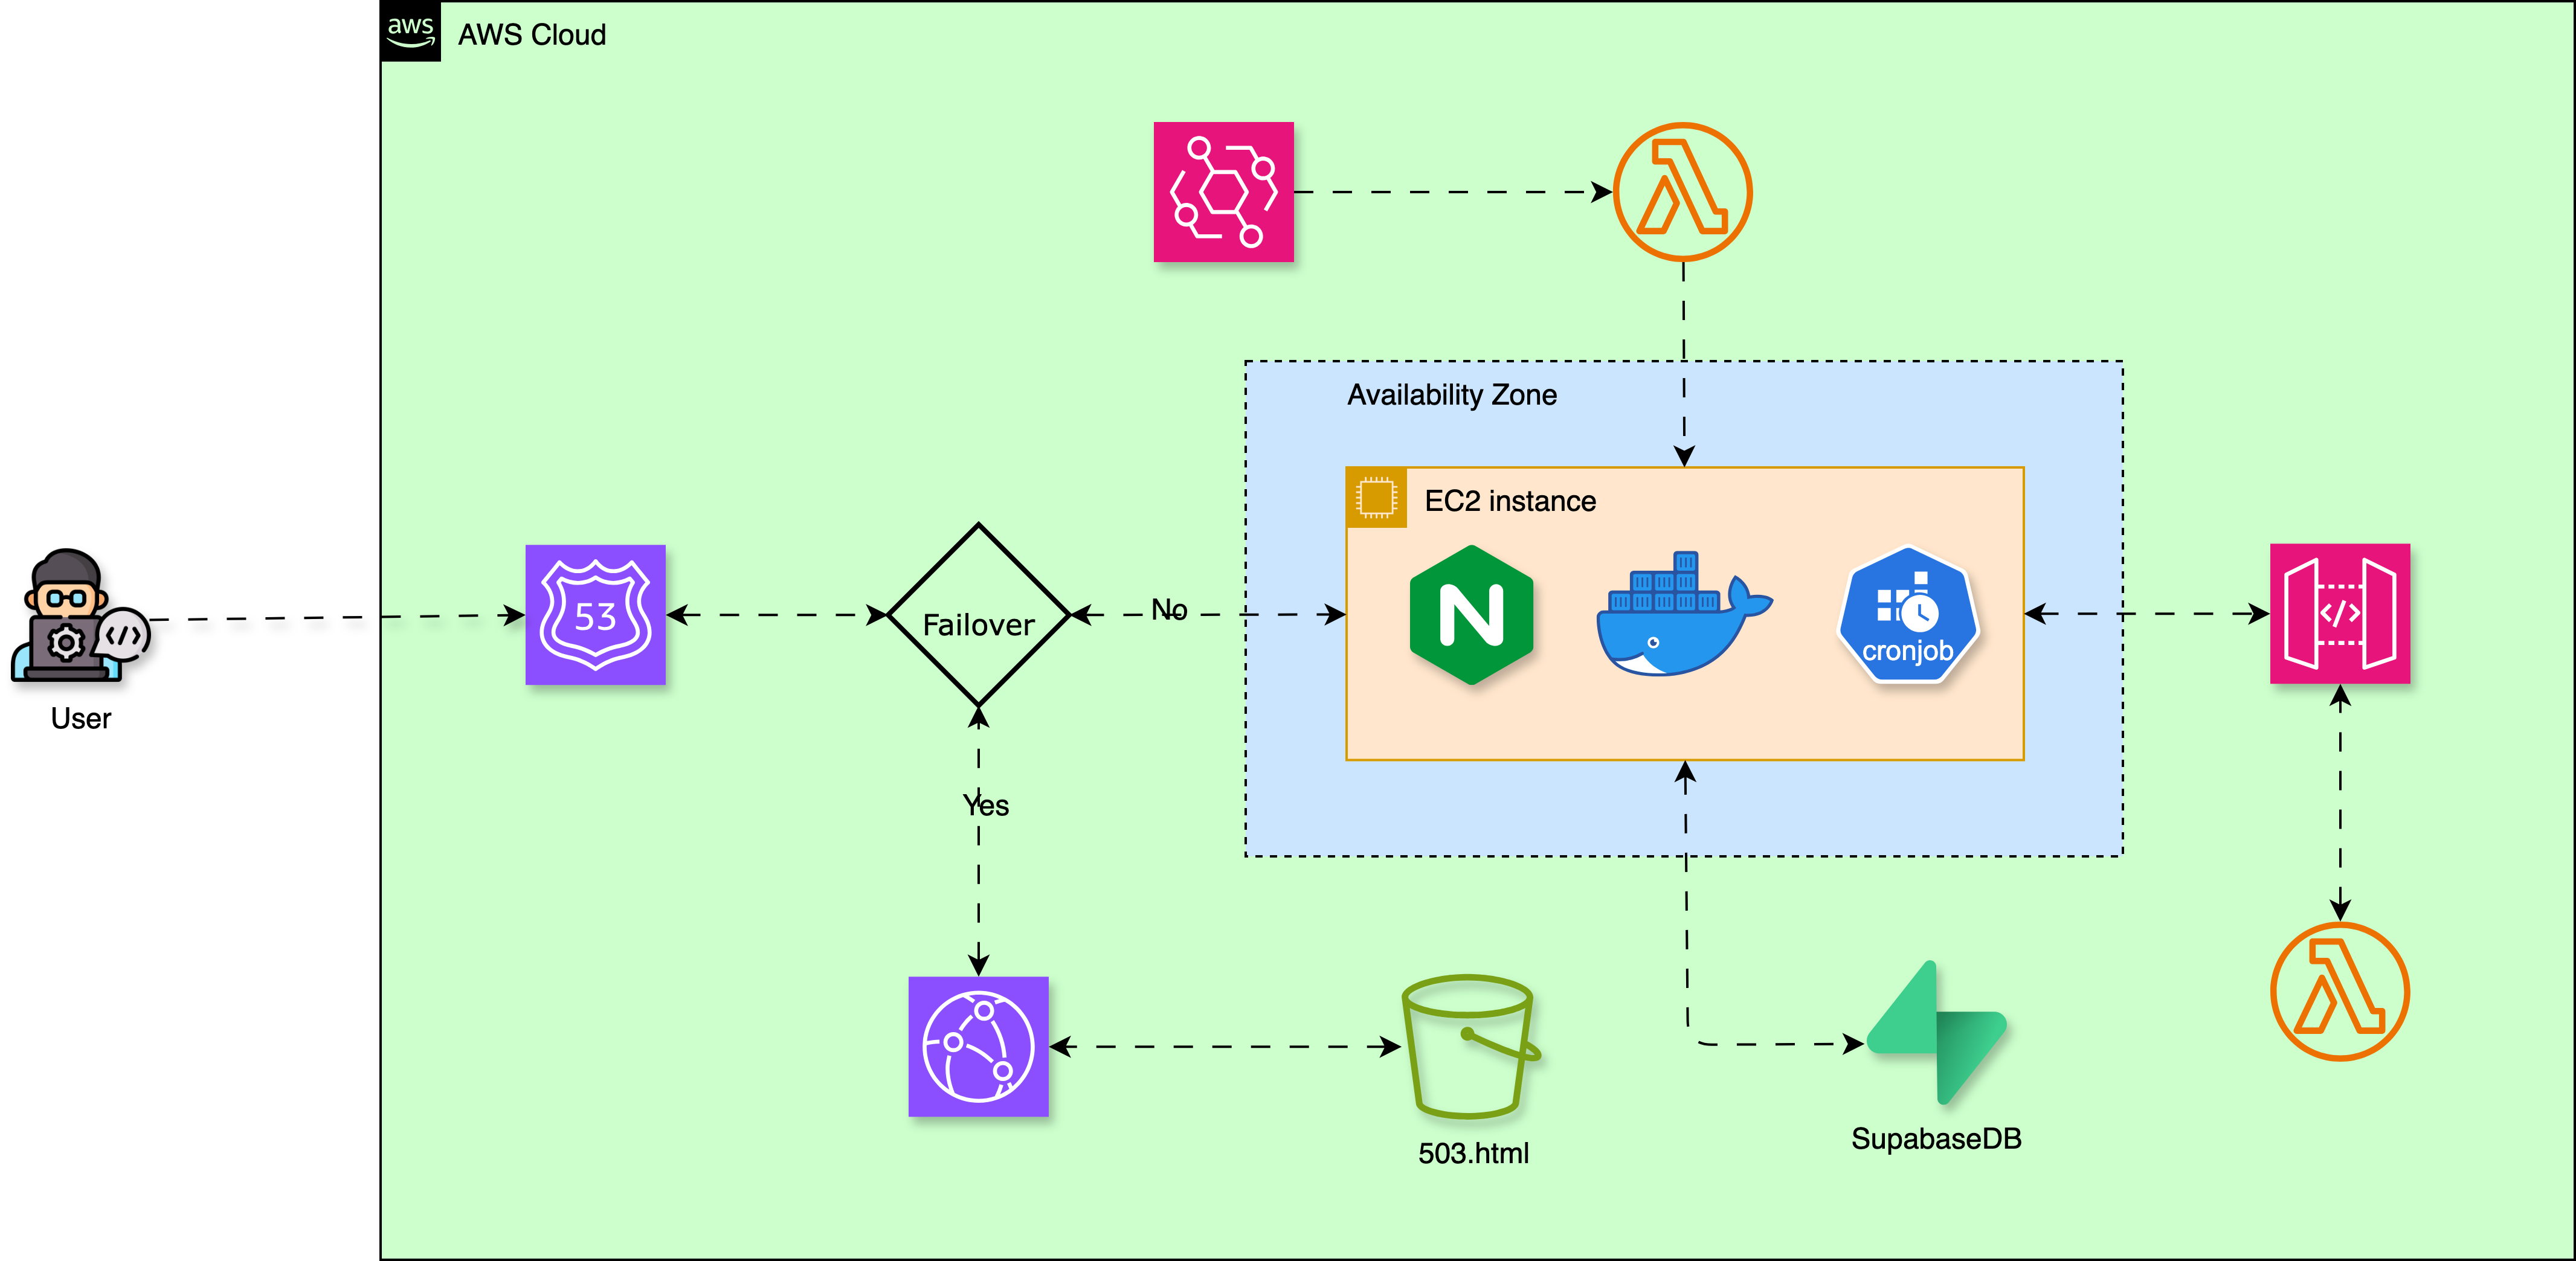 aws
AWS Cloud
Availability Zone
EC2 instance
53
Failover
No
cronjob
User
Yes
503.html
SupabaseDB